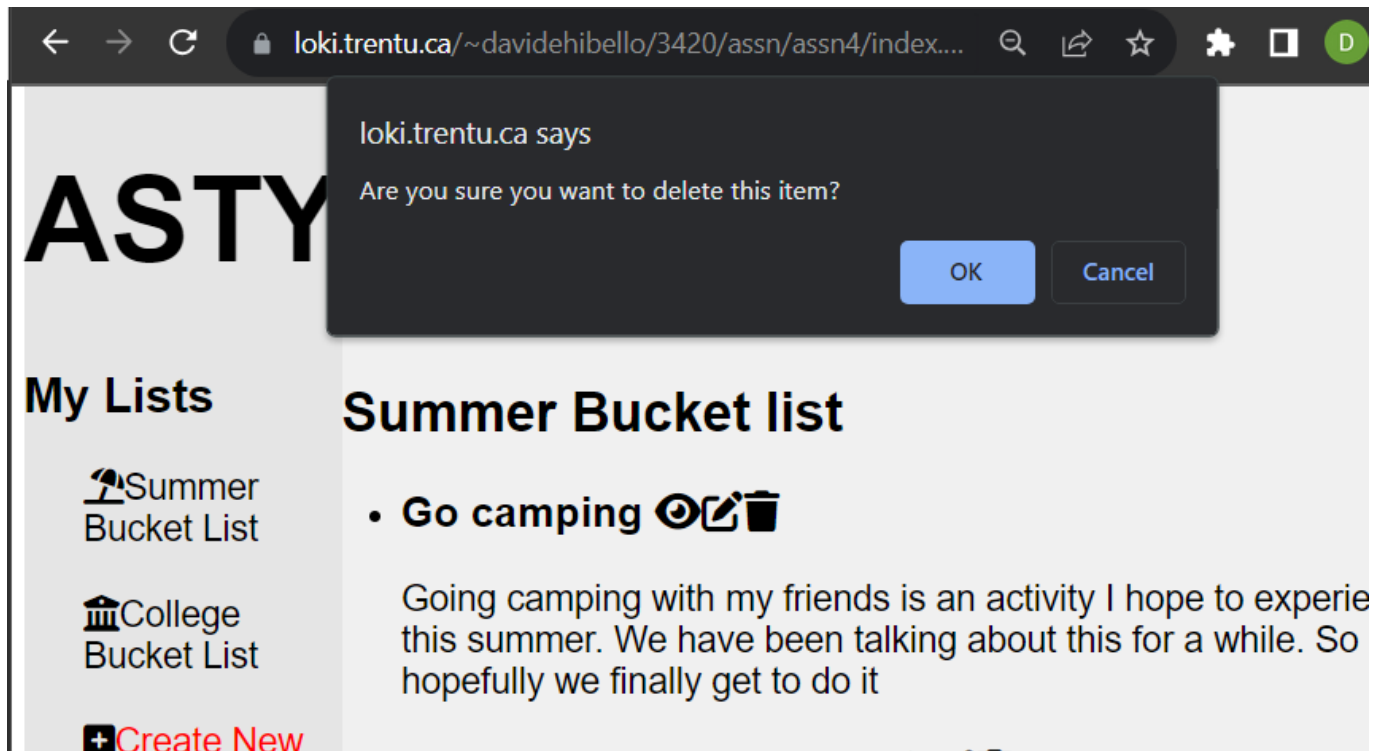 loki.trentu.ca/~davidehibello/3420/assn/assn4/index....
D
loki.trentu.ca says
Are you sure you want to delete this item?
OK
Cancel
ASTY
My Lists
Summer
Bucket List
College
Bucket List
Create New
Summer Bucket list
Go camping
Going camping with my friends is an activity I hope to experie
this summer. We have been talking about this for a while. So
hopefully we finally get to do it